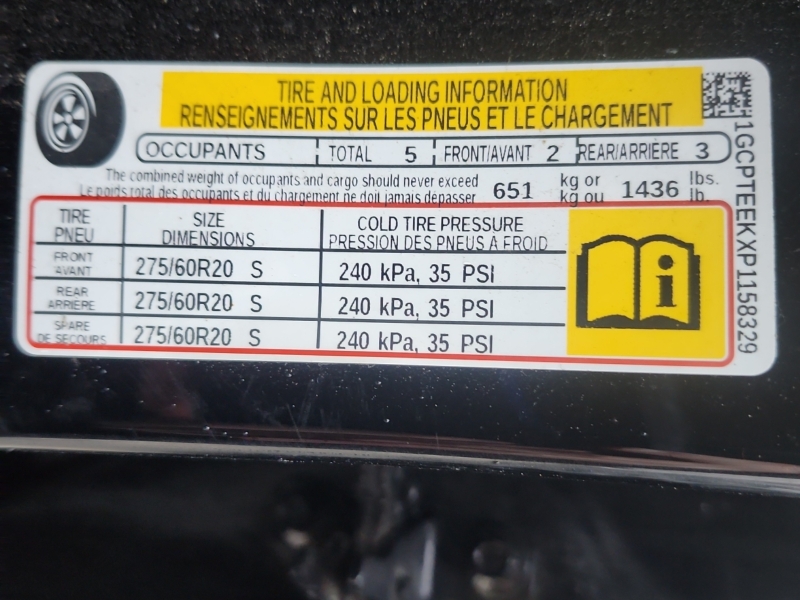 TIRE AND LOADING INFORMATION
RENSEIGNEMENTS SUR LES PNEUS ET LE CHARGEMENT
OCCUPANTS TOTAL 5 FRONT/AVANT 2 REAR/ARRIÈRE 3
The combined weight of occupants and cargo should never exceed 651 kg or 1436 lbs.
Le poids total des occupants et du chargement ne doit jamais dépasser kg ou lb.
TIRE SIZE COLD TIRE PRESSURE
PNEU DIMENSIONS PRESSION DES PNEUS A FROID
FRONT
AVANT 275/60R20 S 240 kPa, 35 PSI
REAR
ARRIÈRE 275/60R20 S 240 kPa, 35 PSI
SPARE
DE SECOURS 275/60R20 S 240 kPa, 35 PSI
i
1GCPTEEKXP1158329